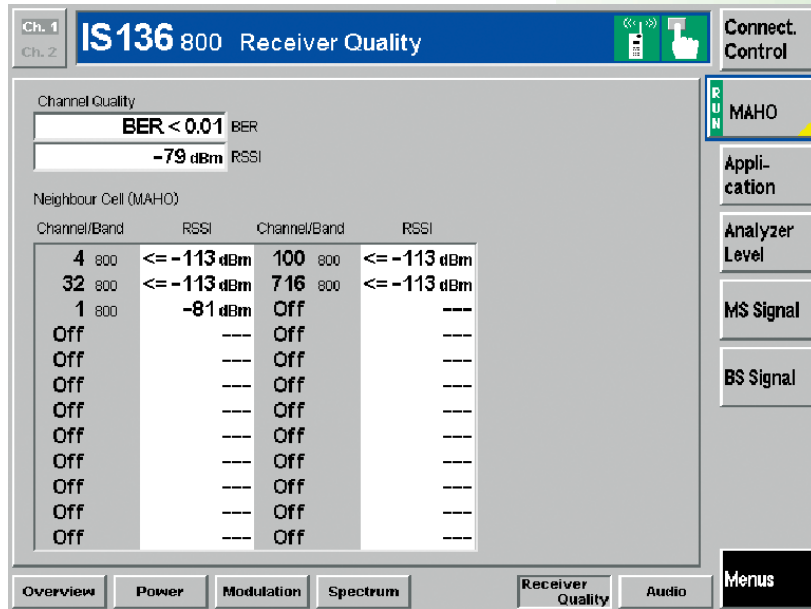 Ch. 1
Ch. 2
IS136 800 Receiver Quality
Connect. Control
RUN
MAHO
Appli-
cation
Analyzer
Level
MS Signal
BS Signal
Menus
Channel Quality
BER < 0.01 BER
-79 dBm RSSI
Neighbour Cell (MAHO)
Channel/Band RSSI Channel/Band RSSI
4 800 <= -113 dBm 100 800 <= -113 dBm
32 800 <= -113 dBm 716 800 <= -113 dBm
1 800 -81 dBm Off ---
Off --- Off ---
Off --- Off ---
Off --- Off ---
Off --- Off ---
Off --- Off ---
Off --- Off ---
Off --- Off ---
Off --- Off ---
Off --- Off ---
Overview Power Modulation Spectrum Receiver Quality Audio